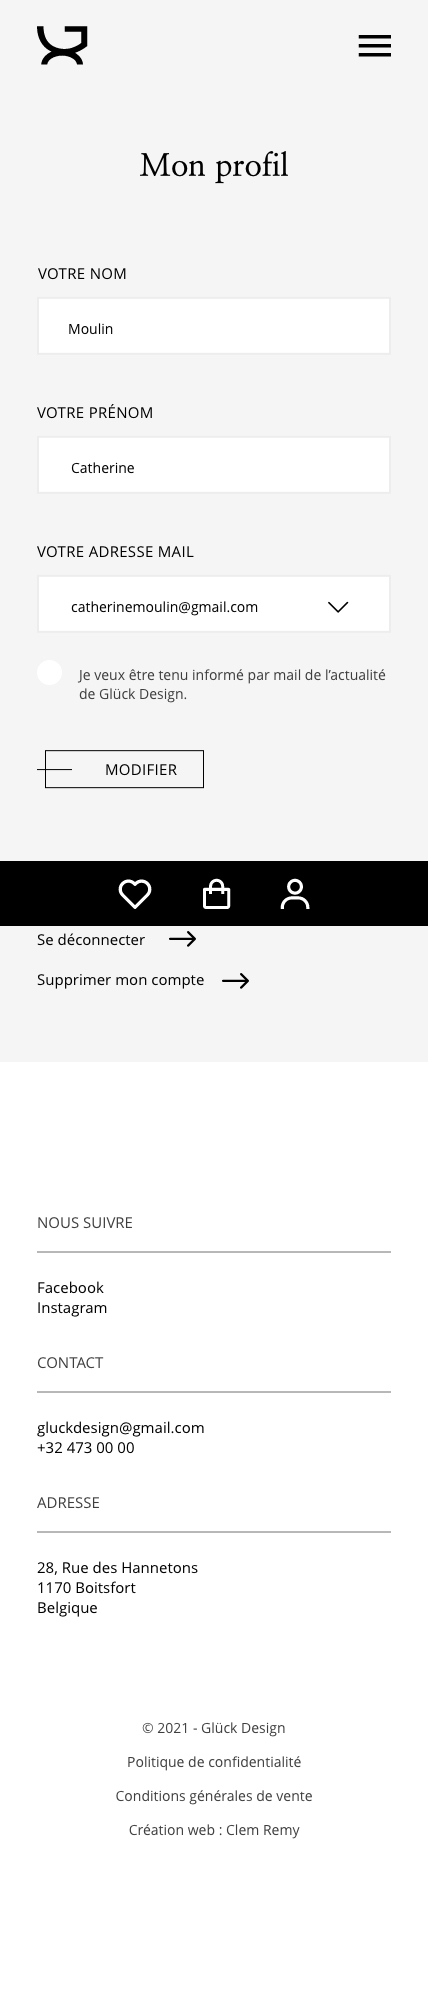 Mon profil
VOTRE NOM
Moulin
VOTRE PRÉNOM
Catherine
VOTRE ADRESSE MAIL
catherinemoulin@gmail.com
Je veux être tenu informé par mail de l’actualité
de Glück Design.
MODIFIER
Se déconnecter
Supprimer mon compte
NOUS SUIVRE
Facebook
Instagram
CONTACT
gluckdesign@gmail.com
+32 473 00 00
ADRESSE
28, Rue des Hannetons
1170 Boitsfort
Belgique
© 2021 - Glück Design
Politique de confidentialité
Conditions générales de vente
Création web : Clem Remy